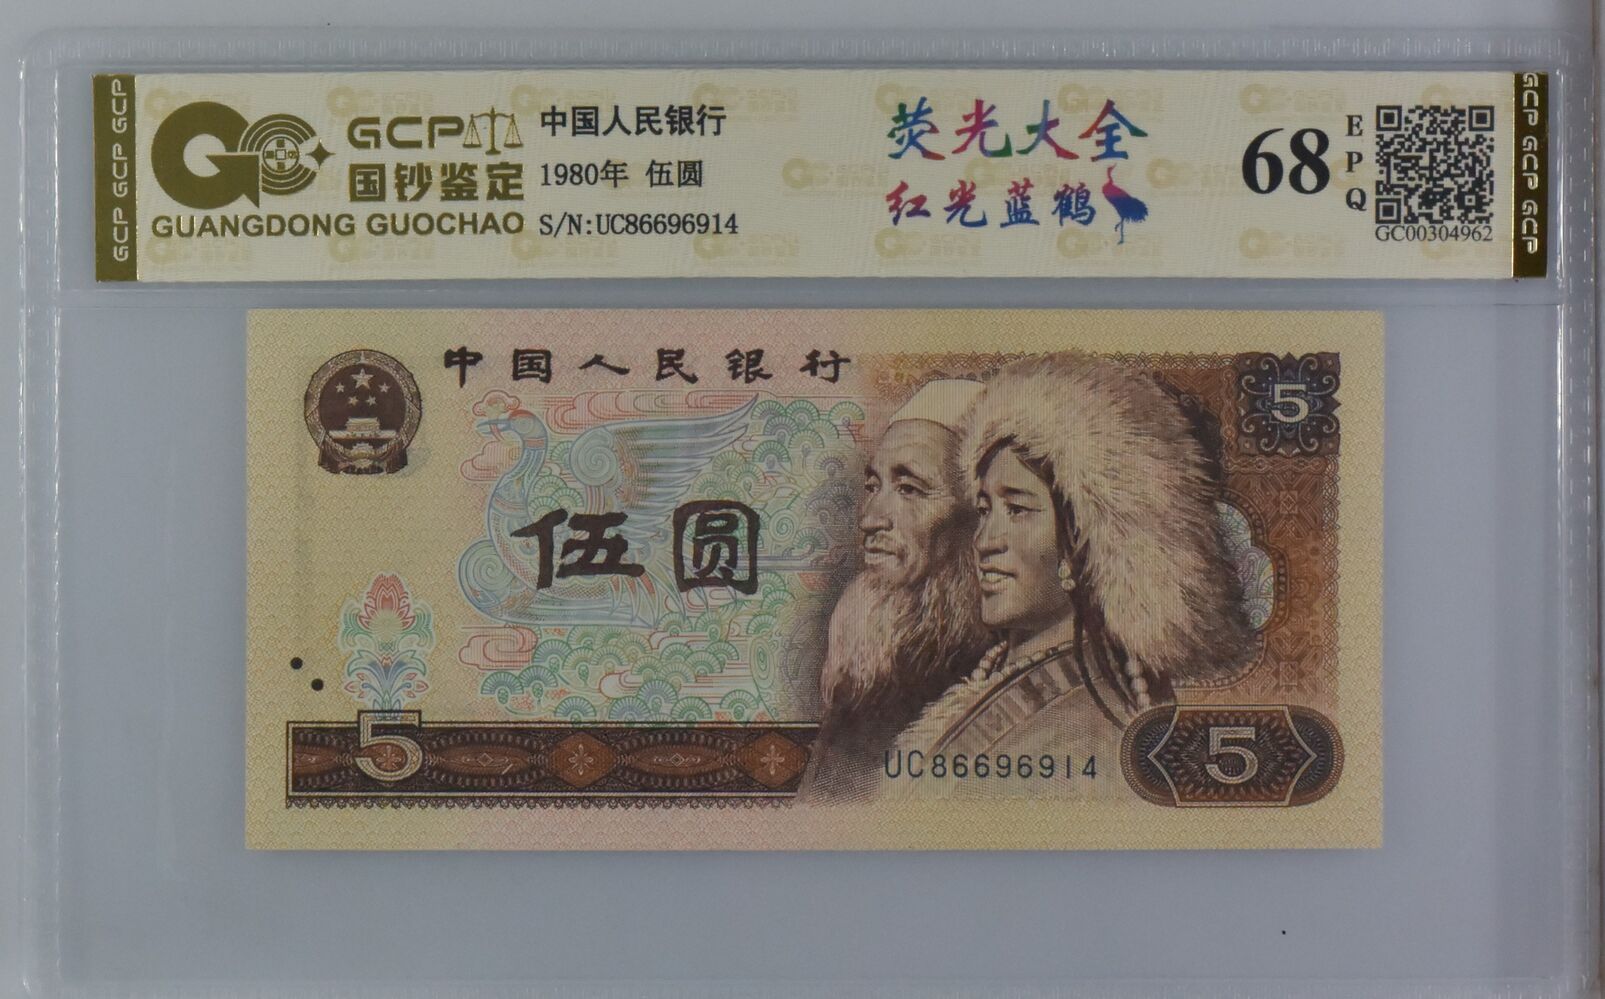 GCP GCP GCP
GCP
国钞鉴定
GUANGDONG GUOCHAO
中国人民银行
1980年 伍圆
S/N:UC86696914
荧光大全
红光蓝鹤
68
EPQ
GC00304962
GCP GCP GCP
中国人民银行
5
伍圆
5
UC86696914
5